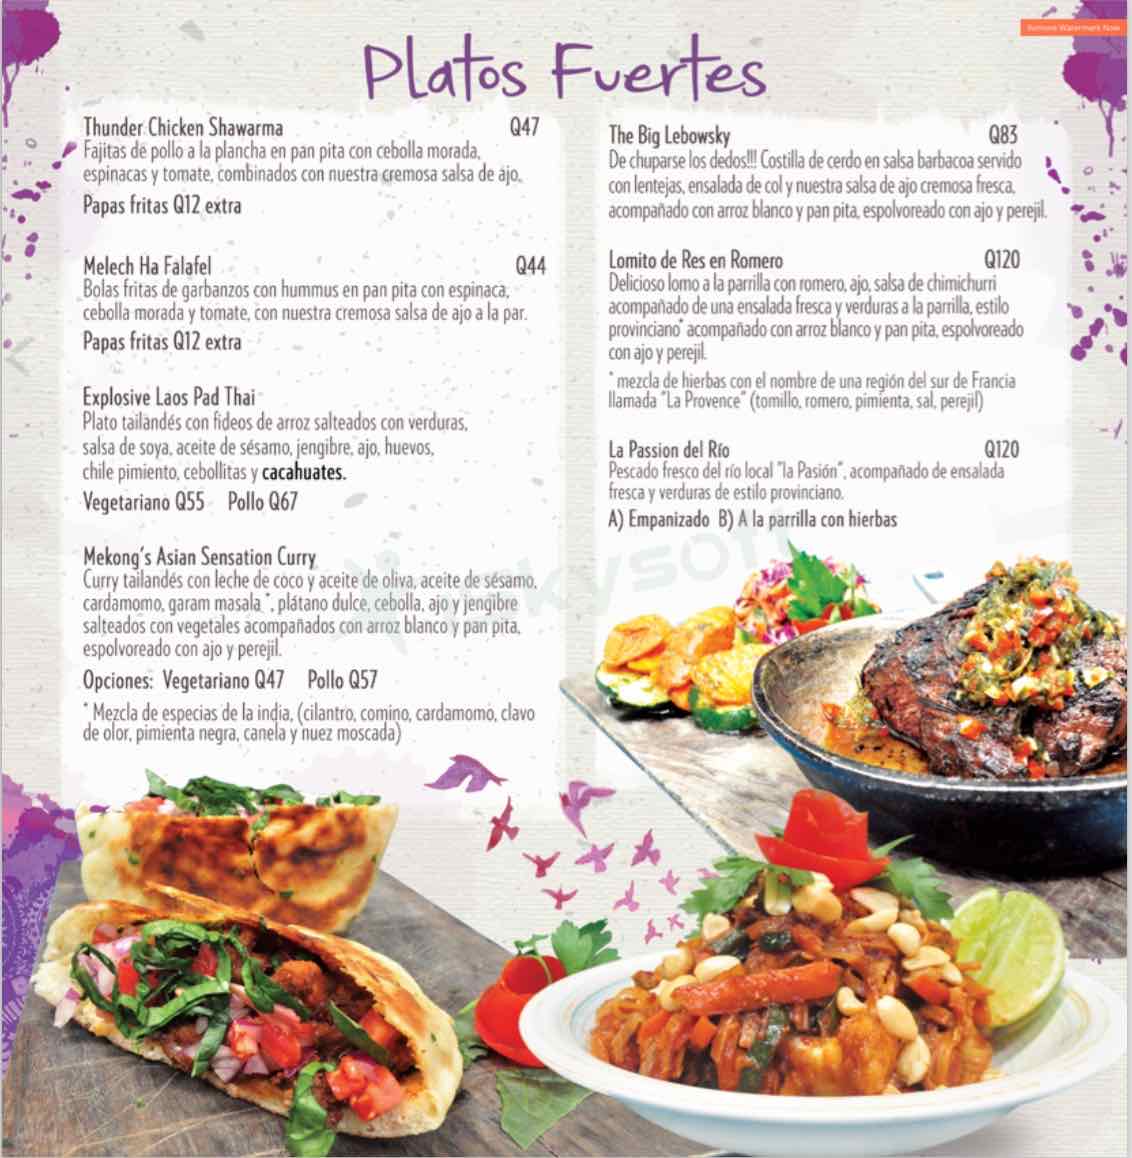 Remove Watermark Now
Platos Fuertes
Thunder Chicken Shawarma Q47
Fajitas de pollo a la plancha en pan pita con cebolla morada,
espinacas y tomate, combinados con nuestra cremosa salsa de ajo.
Papas fritas Q12 extra
Melech Ha Falafel Q44
Bolas fritas de garbanzos con hummus en pan pita con espinaca,
cebolla morada y tomate, con nuestra cremosa salsa de ajo a la par.
Papas fritas Q12 extra
Explosive Laos Pad Thai
Plato tailandés con fideos de arroz salteados con verduras,
salsa de soya, aceite de sésamo, jengibre, ajo, huevos,
chile pimiento, cebollitas y cacahuates.
Vegetariano Q55 Pollo Q67
Mekong's Asian Sensation Curry
Curry tailandés con leche de coco y aceite de oliva, aceite de sésamo,
cardamomo, garam masala *, plátano dulce, cebolla, ajo y jengibre
salteados con vegetales acompañados con arroz blanco y pan pita,
espolvoreado con ajo y perejil.
Opciones: Vegetariano Q47 Pollo Q57
* Mezcla de especias de la india, (cilantro, comino, cardamomo, clavo
de olor, pimienta negra, canela y nuez moscada)
The Big Lebowsky Q83
De chuparse los dedos!!! Costilla de cerdo en salsa barbacoa servido
con lentejas, ensalada de col y nuestra salsa de ajo cremosa fresca,
acompañado con arroz blanco y pan pita, espolvoreado con ajo y perejil.
Lomito de Res en Romero Q120
Delicioso lomo a la parrilla con romero, ajo, salsa de chimichurri
acompañado de una ensalada fresca y verduras a la parrilla, estilo
provinciano* acompañado con arroz blanco y pan pita, espolvoreado
con ajo y perejil.
* mezcla de hierbas con el nombre de una región del sur de Francia
llamada "La Provence" (tomillo, romero, pimienta, sal, perejil)
La Passion del Río Q120
Pescado fresco del río local "la Pasión", acompañado de ensalada
fresca y verduras de estilo provinciano.
A) Empanizado B) A la parrilla con hierbas